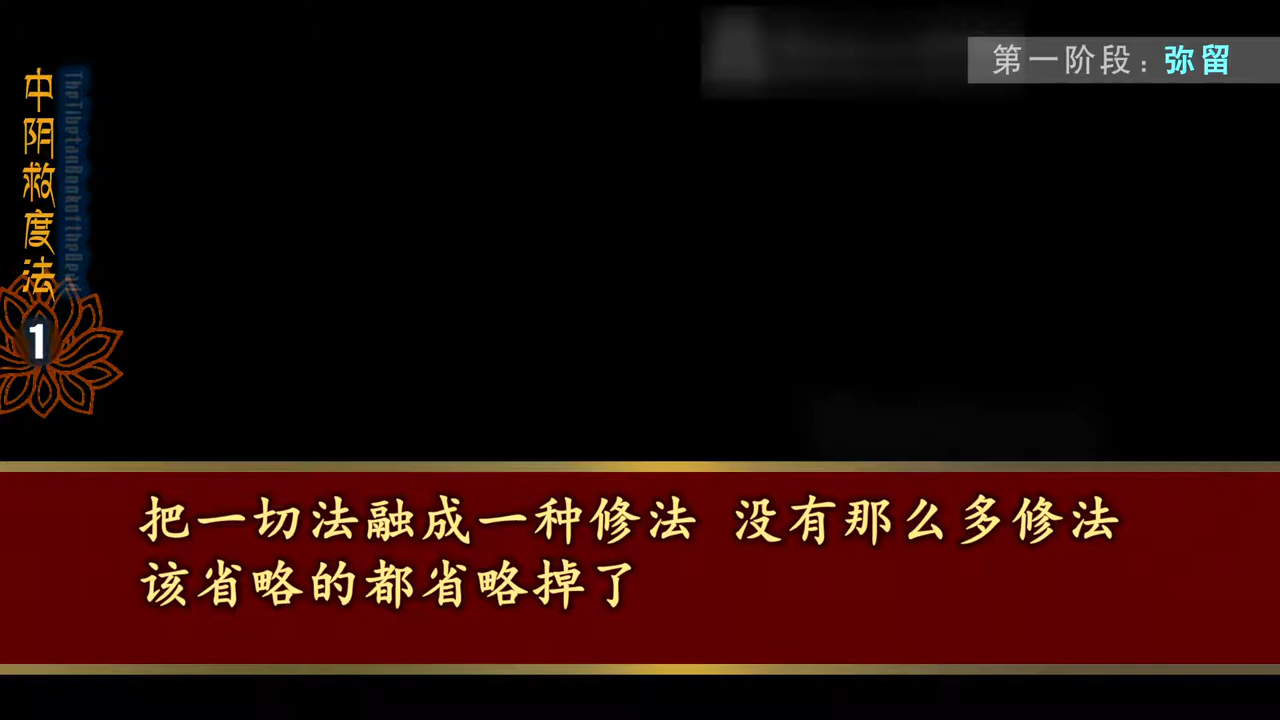 第一阶段：弥留
中阴救度法
1
把一切法融成一种修法 没有那么多修法
该省略的都省略掉了